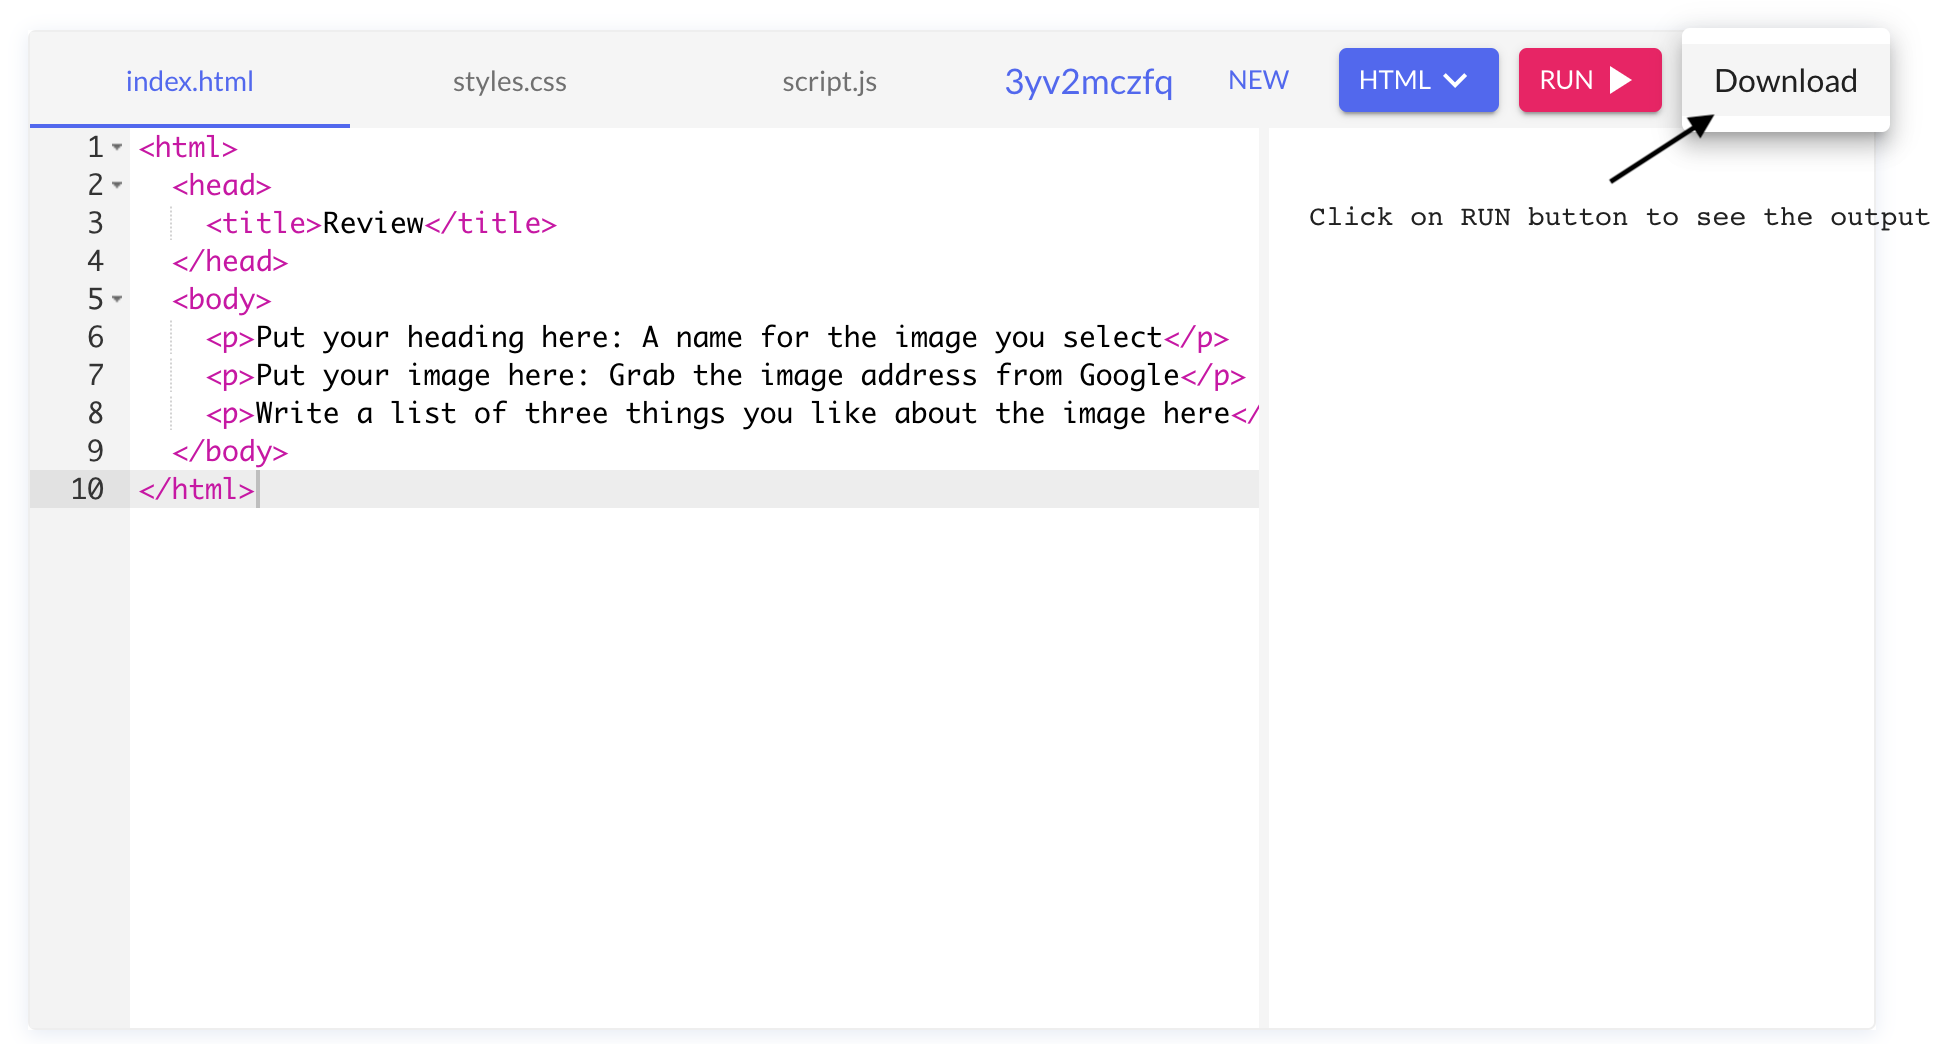 index.html styles.css script.js 3yv2mczfq NEW HTML RUN Download
1 <html>
2 <head>
3 <title>Review</title>
4 </head>
5 <body>
6 <p>Put your heading here: A name for the image you select</p>
7 <p>Put your image here: Grab the image address from Google</p>
8 <p>Write a list of three things you like about the image here</
9 </body>
10 </html>
Click on RUN button to see the output